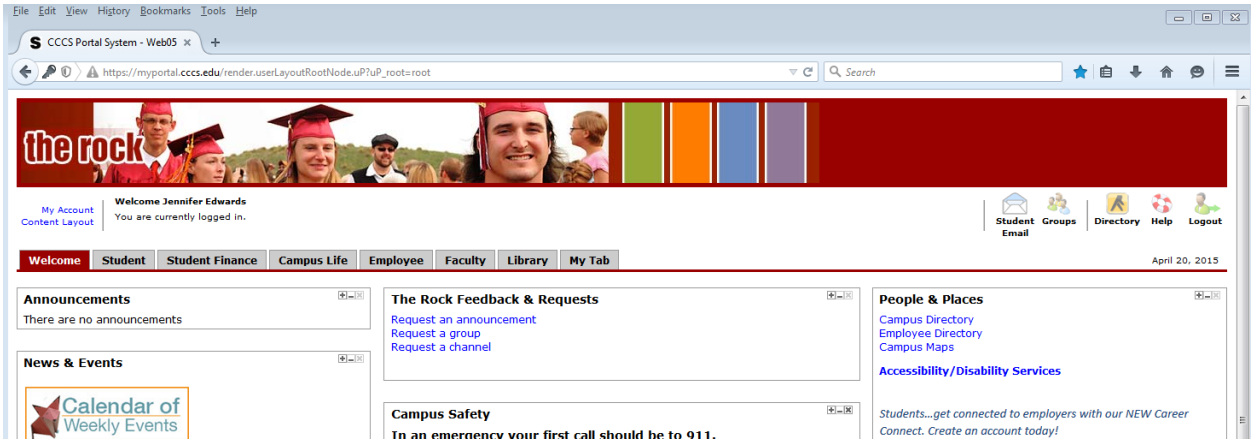 File Edit View History Bookmarks Tools Help
S CCCS Portal System - Web05 × +
https://myportal.cccs.edu/render.userLayoutRootNode.uP?uP_root=root
Search
the rock
My Account
Content Layout
Welcome Jennifer Edwards
You are currently logged in.
Student Email
Groups
Directory
Help
Logout
Welcome Student Student Finance Campus Life Employee Faculty Library My Tab
April 20, 2015
Announcements
There are no announcements
News & Events
Calendar of
Weekly Events
The Rock Feedback & Requests
Request an announcement
Request a group
Request a channel
Campus Safety
In an emergency your first call should be to 911.
People & Places
Campus Directory
Employee Directory
Campus Maps
Accessibility/Disability Services
Students...get connected to employers with our NEW Career
Connect. Create an account today!